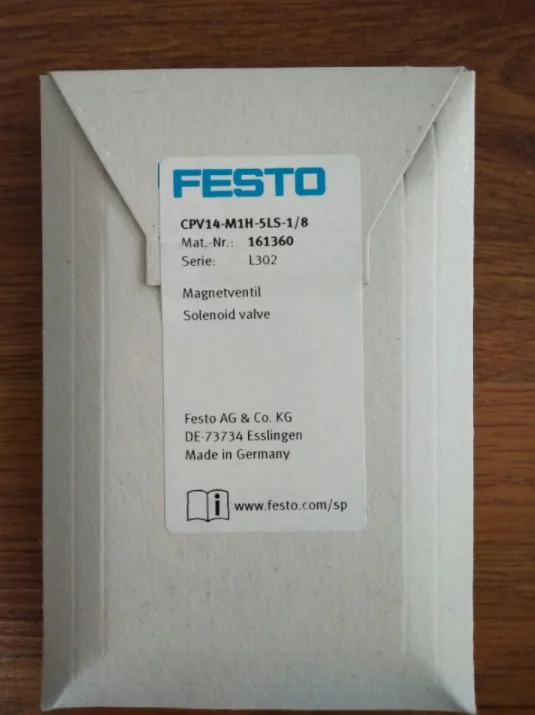 FESTO
CPV14-M1H-5LS-1/8
Mat.-Nr.: 161360
Serie: L302
Magnetventil
Solenoid valve
Festo AG & Co. KG
DE-73734 Esslingen
Made in Germany
i www.festo.com/sp